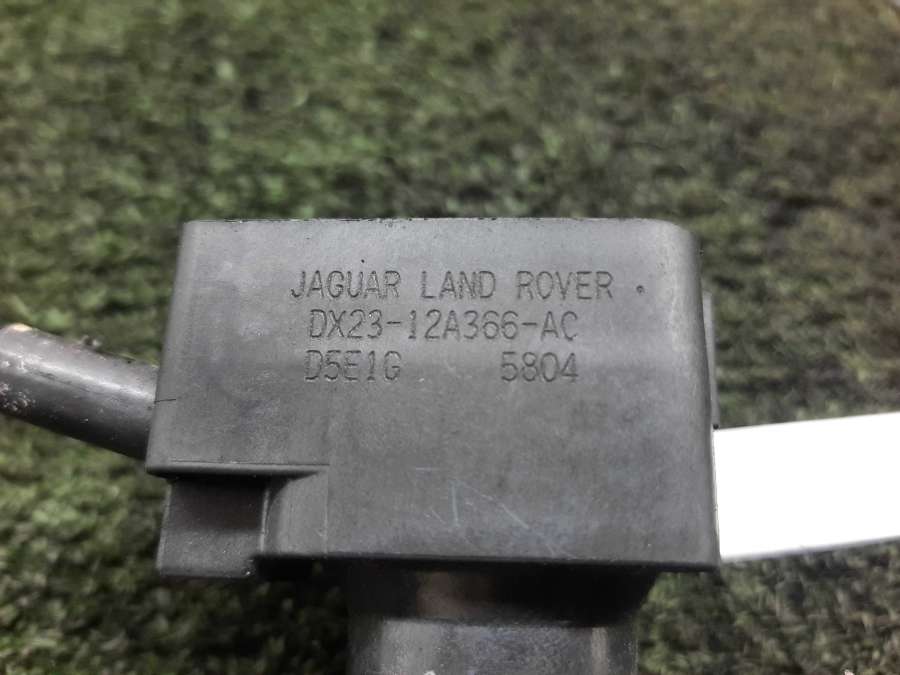 JAGUAR LAND ROVER
DX23-12A366-AC
D5E1G 5804